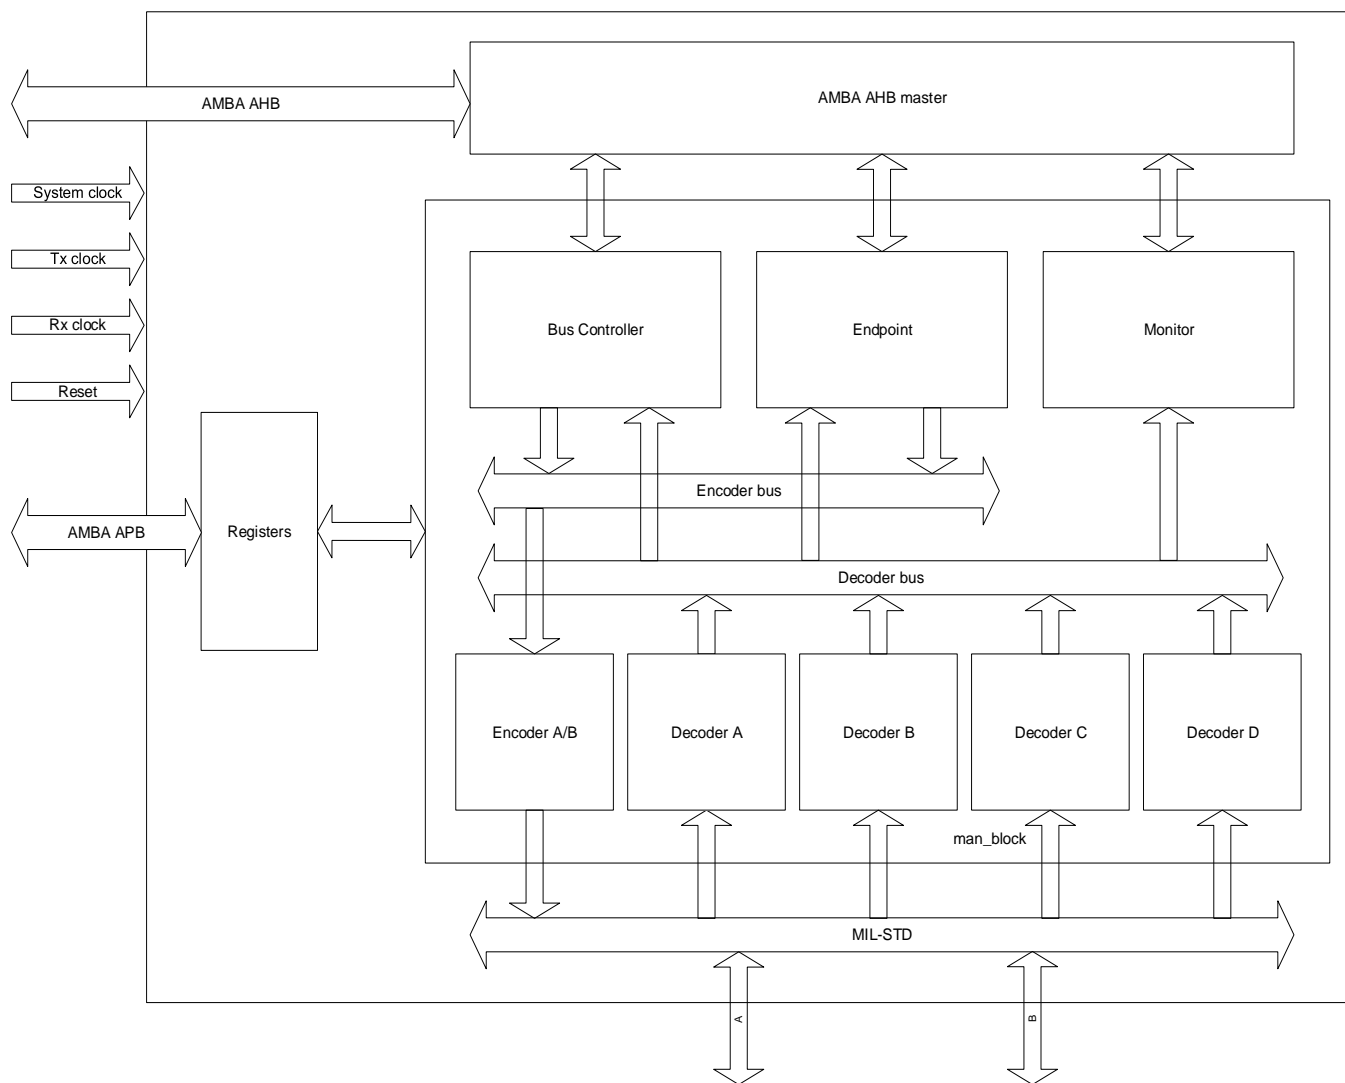 AMBA AHB
AMBA AHB master
System clock
Tx clock
Rx clock
Reset
Bus Controller
Endpoint
Monitor
AMBA APB
Registers
Encoder bus
Decoder bus
Encoder A/B
Decoder A
Decoder B
Decoder C
Decoder D
man_block
MIL-STD
A
B